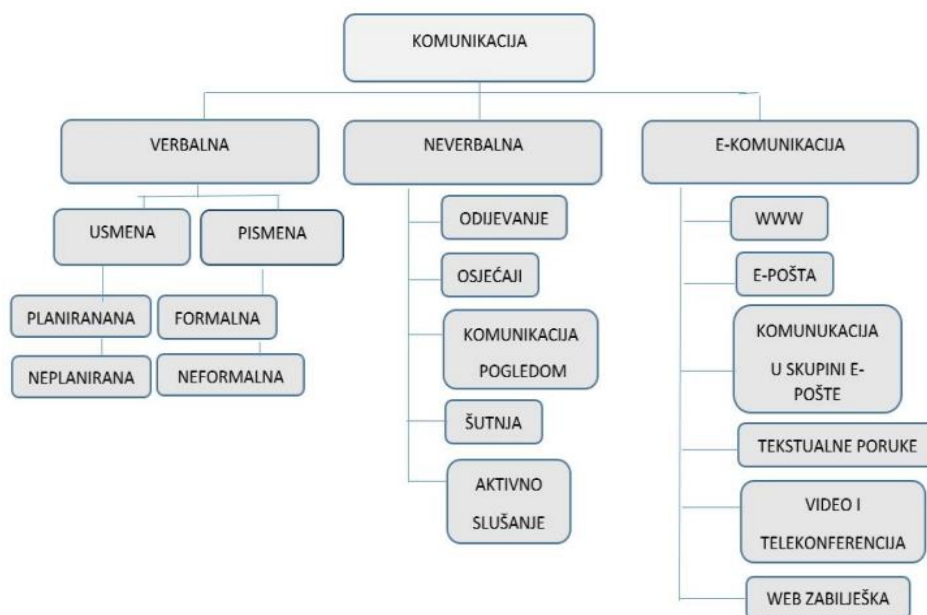 KOMUNIKACIJA
VERBALNA
NEVERBALNA
E-KOMUNIKACIJA
USMENA
PISMENA
PLANIRANANA
FORMALNA
NEPLANIRANA
NEFORMALNA
ODIJEVANJE
OSJEĆAJI
KOMUNIKACIJA
POGLEDOM
ŠUTNJA
AKTIVNO
SLUŠANJE
WWW
E-POŠTA
KOMUNUKACIJA
U SKUPINI E-
POŠTE
TEKSTUALNE PORUKE
VIDEO I
TELEKONFERENCIJA
WEB ZABILJEŠKA